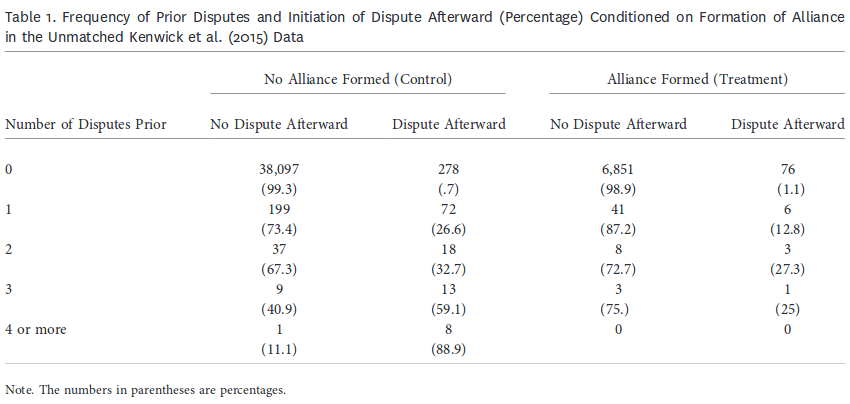 Table 1. Frequency of Prior Disputes and Initiation of Dispute Afterward (Percentage) Conditioned on Formation of Alliance
in the Unmatched Kenwick et al. (2015) Data
No Alliance Formed (Control) Alliance Formed (Treatment)
Number of Disputes Prior No Dispute Afterward Dispute Afterward No Dispute Afterward Dispute Afterward
0 38,097 278 6,851 76
(99.3) (.7) (98.9) (1.1)
1 199 72 41 6
(73.4) (26.6) (87.2) (12.8)
2 37 18 8 3
(67.3) (32.7) (72.7) (27.3)
3 9 13 3 1
(40.9) (59.1) (75.) (25)
4 or more 1 8 0 0
(11.1) (88.9)
Note. The numbers in parentheses are percentages.